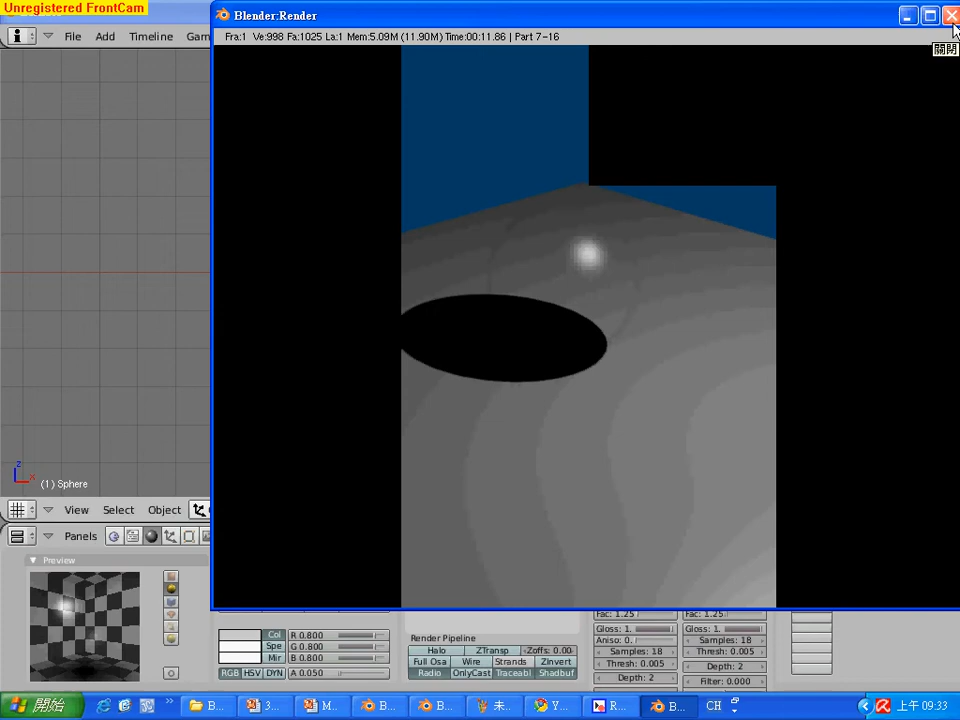 Unregistered FrontCam
Blender:Render
File Add Timeline Gam
Fra:1 Ve:998 Fa:1025 La:1 Mem:5.09M (11.90M) Time:00:11.86 | Part 7-16
關閉
z
x
(1) Sphere
View Select Object
Panels
Preview
Col R 0.800
Spe G 0.800
Mir B 0.800
RGB HSV DYN A 0.050
Render Pipeline
Halo ZTransp Zoffs: 0.00
Full Osa Wire Strands ZInvert
Radio OnlyCast Traceabl Shadbuf
Fac: 1.25 Fac: 1.25
Gloss: 1. Gloss: 1.
Aniso: 0. Samples: 18
Samples: 18 Thresh: 0.005
Thresh: 0.005 Depth: 2
Depth: 2 Filter: 0.000
開始 B... 3... M... B... B... 未... Y... R... B... CH 上午 09:33